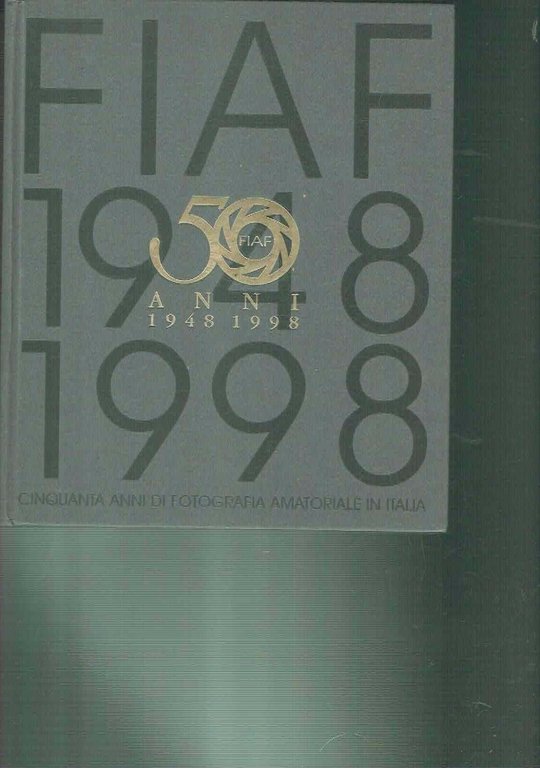 FIAF
1948
50 FIAF
ANNI
1948 1998
1998
CINQUANTA ANNI DI FOTOGRAFIA AMATORIALE IN ITALIA